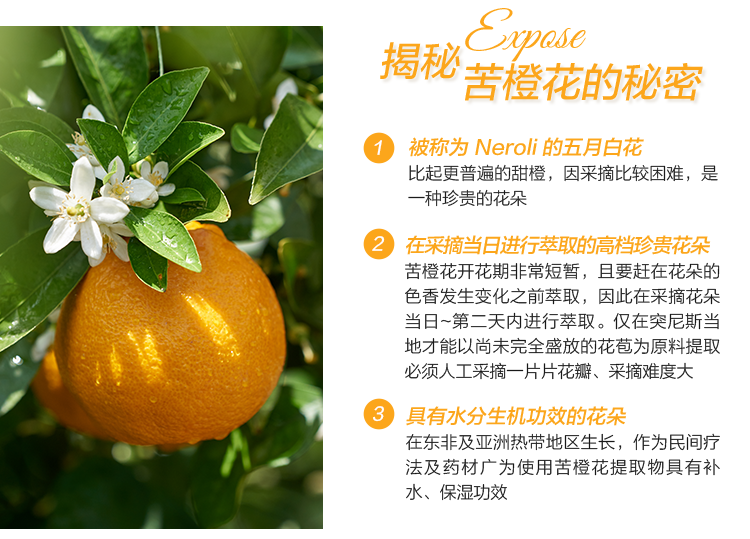 Expose
揭秘
苦橙花的秘密
1 被称为 Neroli 的五月白花
比起更普遍的甜橙，因采摘比较困难，是
一种珍贵的花朵
2 在采摘当日进行萃取的高档珍贵花朵
苦橙花开花期非常短暂，且要赶在花朵的
色香发生变化之前萃取，因此在采摘花朵
当日~第二天内进行萃取。仅在突尼斯当
地才能以尚未完全盛放的花苞为原料提取
必须人工采摘一片片花瓣、采摘难度大
3 具有水分生机功效的花朵
在东非及亚洲热带地区生长，作为民间疗
法及药材广为使用苦橙花提取物具有补
水、保湿功效